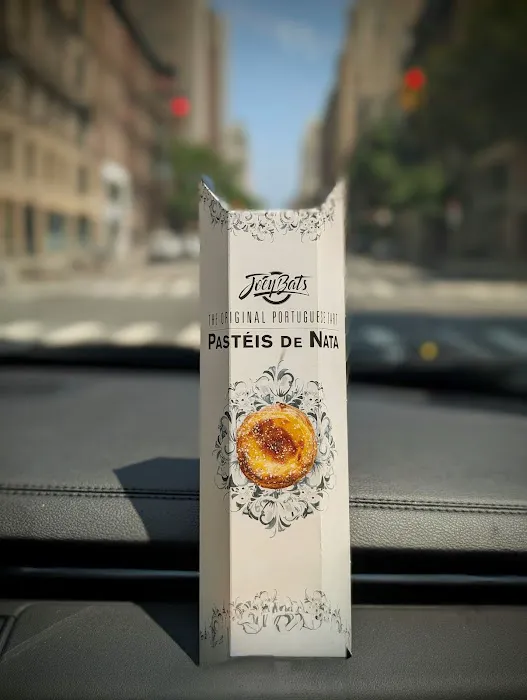 JoeyBats
THE ORIGINAL PORTUGUESE TART
PASTÉIS DE NATA